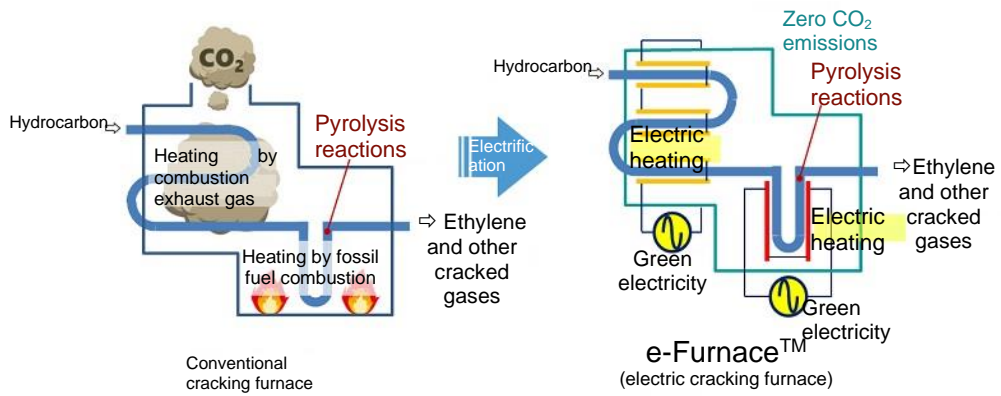 CO₂
Hydrocarbon
Pyrolysis
reactions
Heating by
combustion
exhaust gas
Ethylene
and other
cracked
gases
Heating by fossil
fuel combustion
Conventional
cracking furnace
Electrific
ation
Zero CO₂
emissions
Hydrocarbon
Pyrolysis
reactions
Electric
heating
Ethylene
and other
cracked
gases
Electric
heating
Green
electricity
Green
electricity
e-Furnace™
(electric cracking furnace)